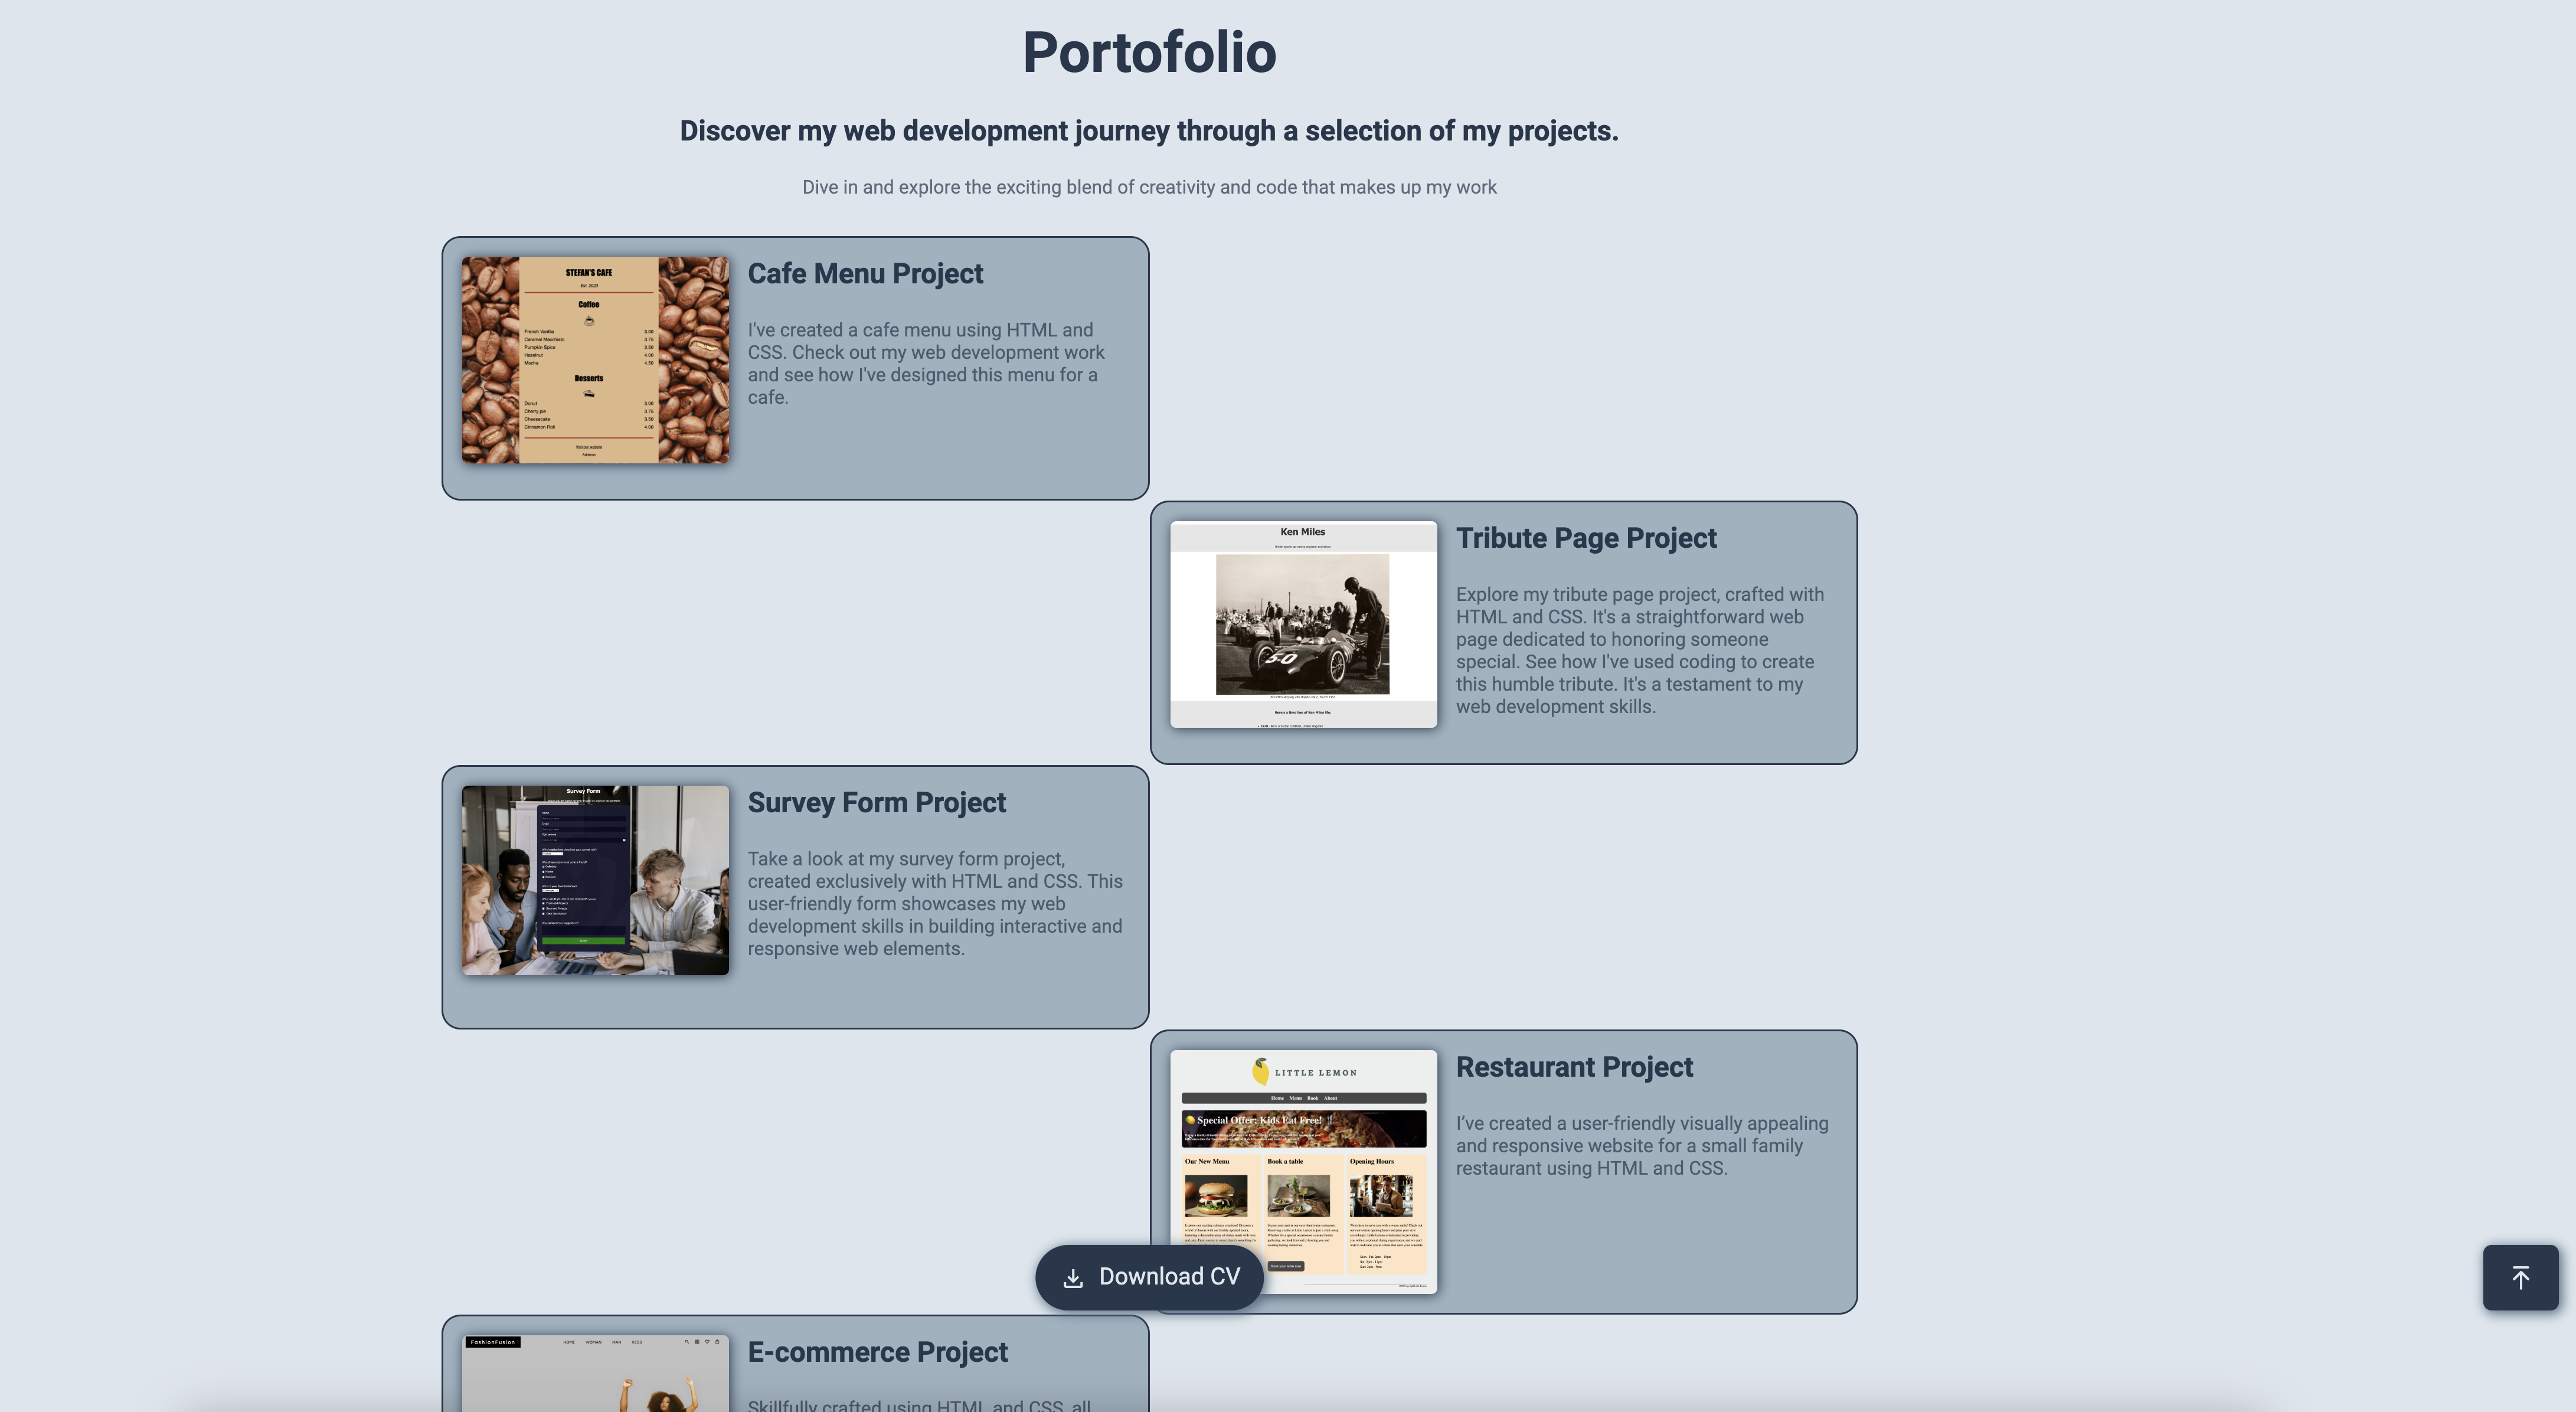 Portofolio
Discover my web development journey through a selection of my projects.
Dive in and explore the exciting blend of creativity and code that makes up my work
STEFAN'S CAFE
Est. 2023
Coffee
French Vanilla 3.00
Caramel Macchiato 3.75
Pumpkin Spice 3.50
Hazelnut 4.00
Mocha 4.50
Desserts
Donut 3.00
Cherry pie 3.75
Cheesecake 3.50
Cinnamon Roll 4.00
Visit our website
Address
Cafe Menu Project
I've created a cafe menu using HTML and
CSS. Check out my web development work
and see how I've designed this menu for a
cafe.
Ken Miles
50
Tribute Page Project
Explore my tribute page project, crafted with
HTML and CSS. It's a straightforward web
page dedicated to honoring someone
special. See how I've used coding to create
this humble tribute. It's a testament to my
web development skills.
Survey Form
Survey Form Project
Take a look at my survey form project,
created exclusively with HTML and CSS. This
user-friendly form showcases my web
development skills in building interactive and
responsive web elements.
LITTLE LEMON
Home Menu Book About
Special Offer: Kids Eat Free!
Our New Menu
Book a table
Opening Hours
Restaurant Project
I've created a user-friendly visually appealing
and responsive website for a small family
restaurant using HTML and CSS.
Download CV
FashionFusion
HOME WOMAN MAN KIDS
E-commerce Project
Skillfully crafted using HTML and CSS, all